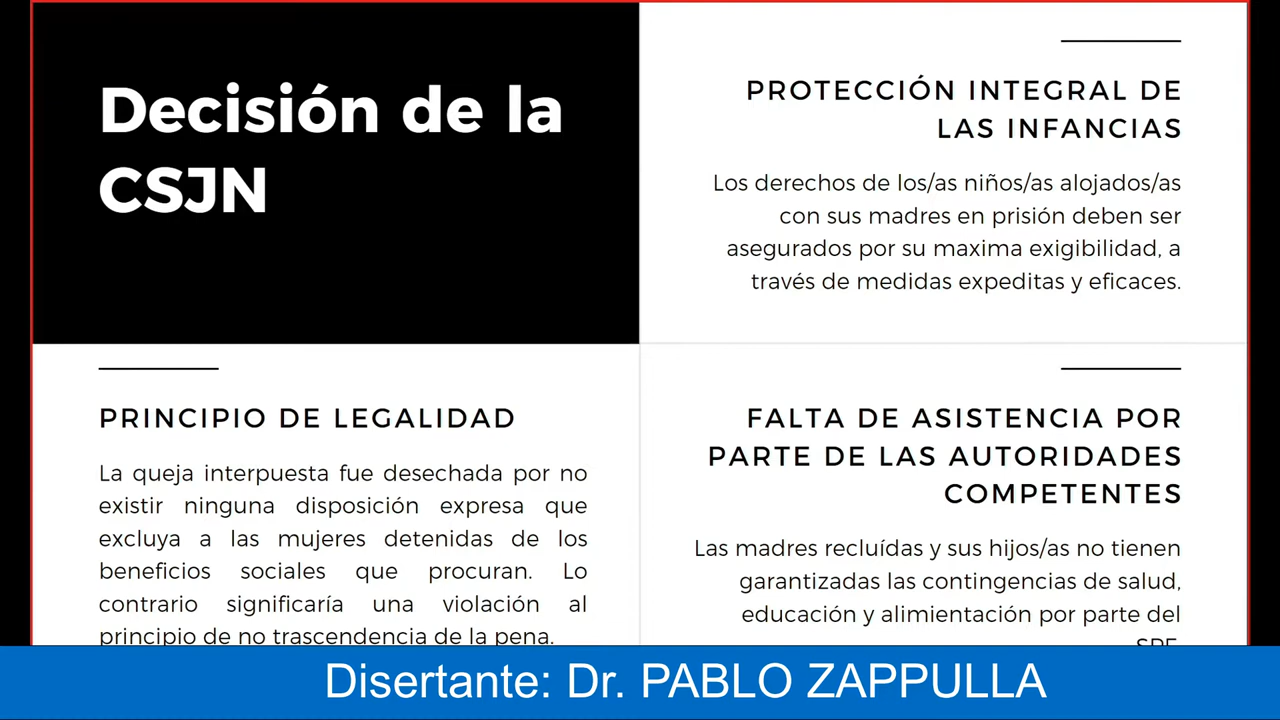 Decisión de la
CSJN
PROTECCIÓN INTEGRAL DE
LAS INFANCIAS
Los derechos de los/as niños/as alojados/as
con sus madres en prisión deben ser
asegurados por su maxima exigibilidad, a
través de medidas expeditas y eficaces.
PRINCIPIO DE LEGALIDAD
La queja interpuesta fue desechada por no
existir ninguna disposición expresa que
excluya a las mujeres detenidas de los
beneficios sociales que procuran. Lo
contrario significaría una violación al
principio de no trascendencia de la pena.
FALTA DE ASISTENCIA POR
PARTE DE LAS AUTORIDADES
COMPETENTES
Las madres recluídas y sus hijos/as no tienen
garantizadas las contingencias de salud,
educación y alimientación por parte del
Disertante: Dr. PABLO ZAPPULLA